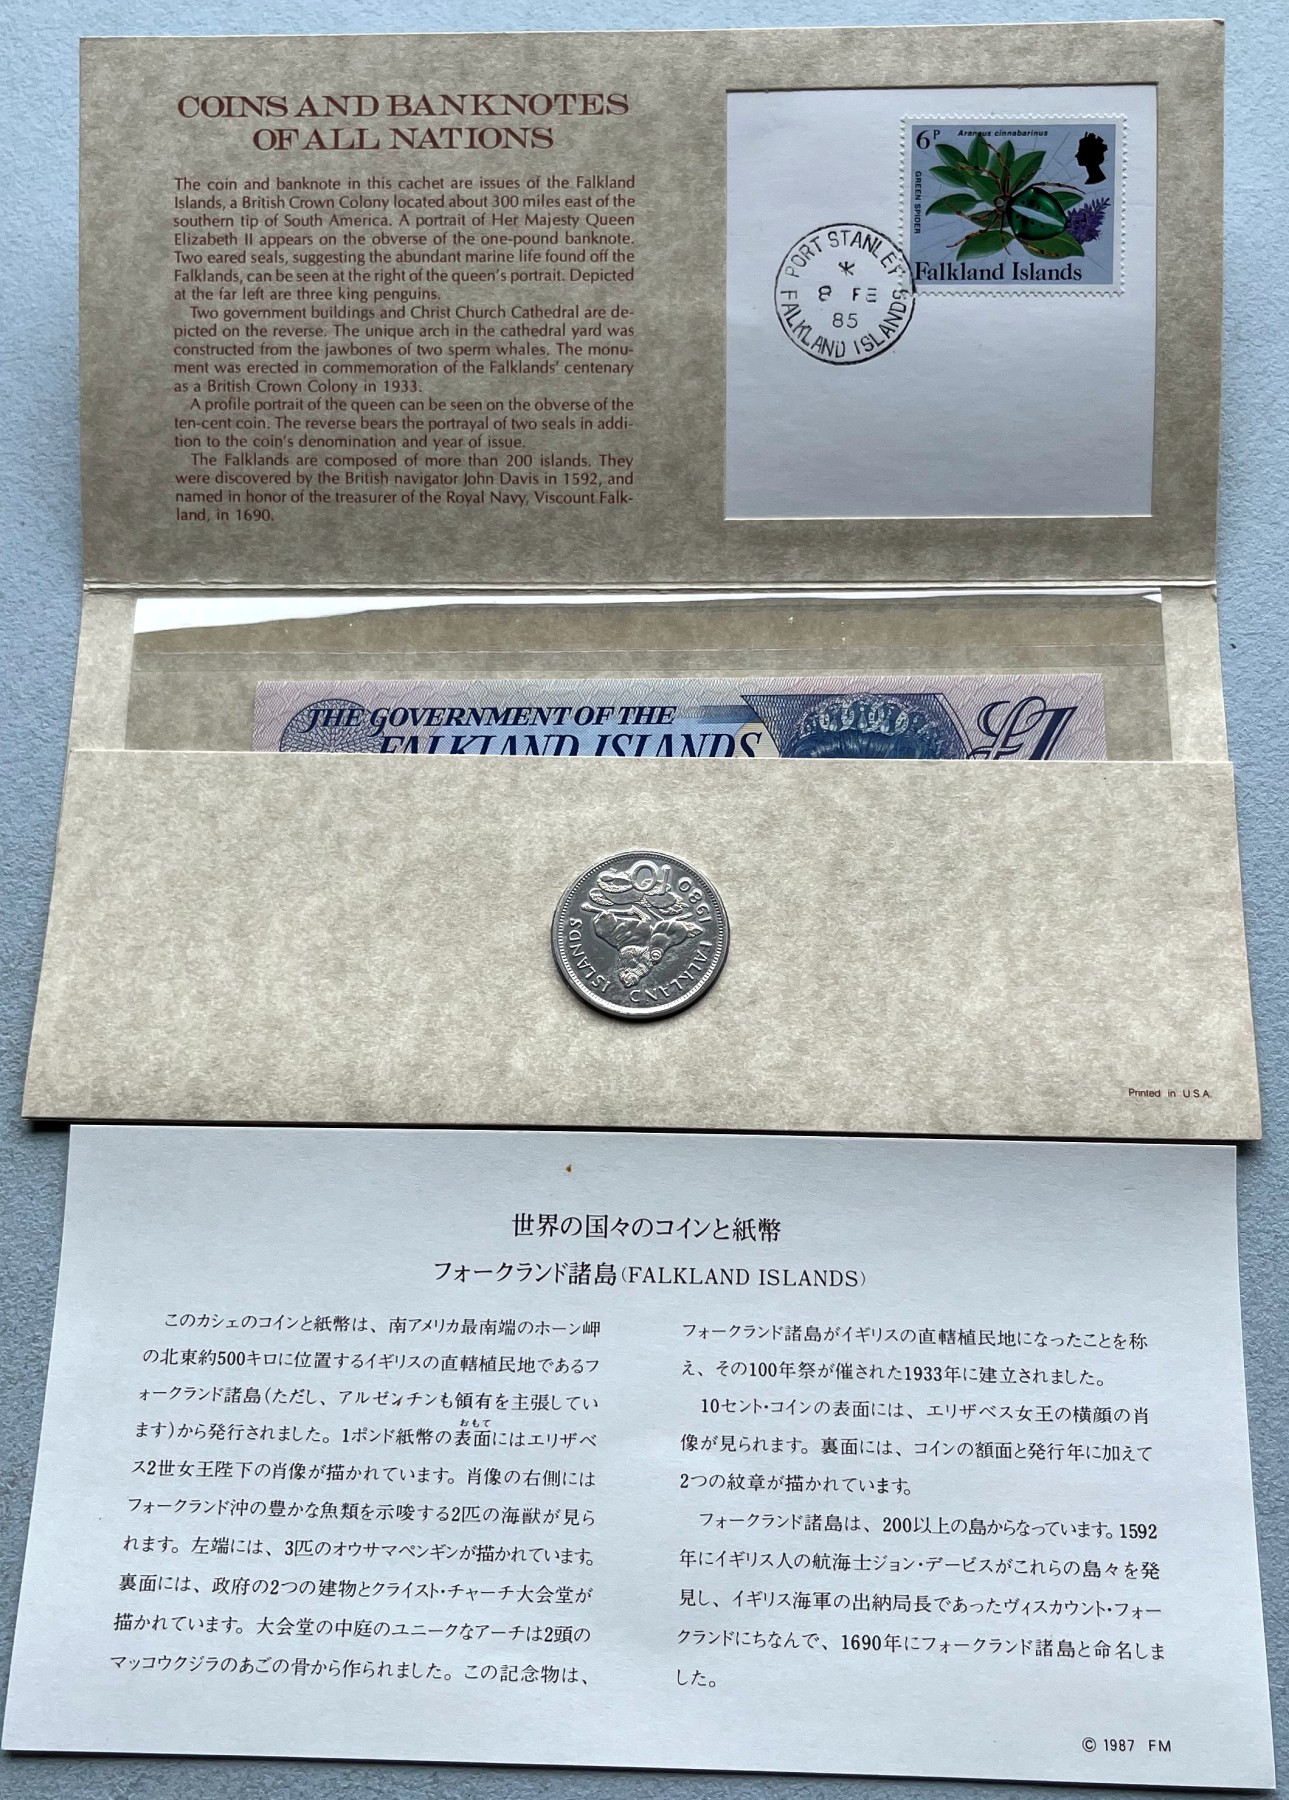 COINS AND BANKNOTES
OF ALL NATIONS
The coin and banknote in this cachet are issues of the Falkland
Islands, a British Crown Colony located about 300 miles east of the
southern tip of South America. A portrait of Her Majesty Queen
Elizabeth II appears on the obverse of the one-pound banknote.
Two eared seals, suggesting the abundant marine life found off the
Falklands, can be seen at the right of the queen's portrait. Depicted
at the far left are three king penguins.
Two government buildings and Christ Church Cathedral are de-
picted on the reverse. The unique arch in the cathedral yard was
constructed from the jawbones of two sperm whales. The monu-
ment was erected in commemoration of the Falklands' centenary
as a British Crown Colony in 1933.
A profile portrait of the queen can be seen on the obverse of the
ten-cent coin. The reverse bears the portrayal of two seals in addi-
tion to the coin's denomination and year of issue.
The Falklands are composed of more than 200 islands. They
were discovered by the British navigator John Davis in 1592, and
named in honor of the treasurer of the Royal Navy, Viscount Falk-
land, in 1690.
6P
Araneus cinnabarinus
GREEN SPIDER
Falkland Islands
PORT STANLEY
8 FE
85
FALKLAND ISLANDS
THE GOVERNMENT OF THE
FALKLAND ISLANDS
£1
10
1980 FALKLAND ISLANDS
Printed in U.S.A.
世界の国々のコインと紙幣
フォークランド諸島(FALKLAND ISLANDS)
このカシェのコインと紙幣は、南アメリカ最南端のホーン岬
の北東約500キロに位置するイギリスの直轄植民地であるフ
ォークランド諸島(ただし、アルゼンチンも領有を主張してい
おもて
ます)から発行されました。1ポンド紙幣の表面にはエリザベ
ス2世女王陛下の肖像が描かれています。肖像の右側には
フォークランド沖の豊かな魚類を示唆する2匹の海獣が見ら
れます。左端には、3匹のオウサマペンギンが描かれています。
裏面には、政府の2つの建物とクライスト・チャーチ大会堂が
描かれています。大会堂の中庭のユニークなアーチは2頭の
マッコウクジラのあごの骨から作られました。この記念物は、
フォークランド諸島がイギリスの直轄植民地になったことを称
え、その100年祭が催された1933年に建立されました。
10セント・コインの表面には、エリザベス女王の横顔の肖
像が見られます。裏面には、コインの額面と発行年に加えて
2つの紋章が描かれています。
フォークランド諸島は、200以上の島からなっています。1592
年にイギリス人の航海士ジョン・デービスがこれらの島々を発
見し、イギリス海軍の出納局長であったヴィスカウント・フォー
クランドにちなんで、1690年にフォークランド諸島と命名しま
した。
© 1987 FM